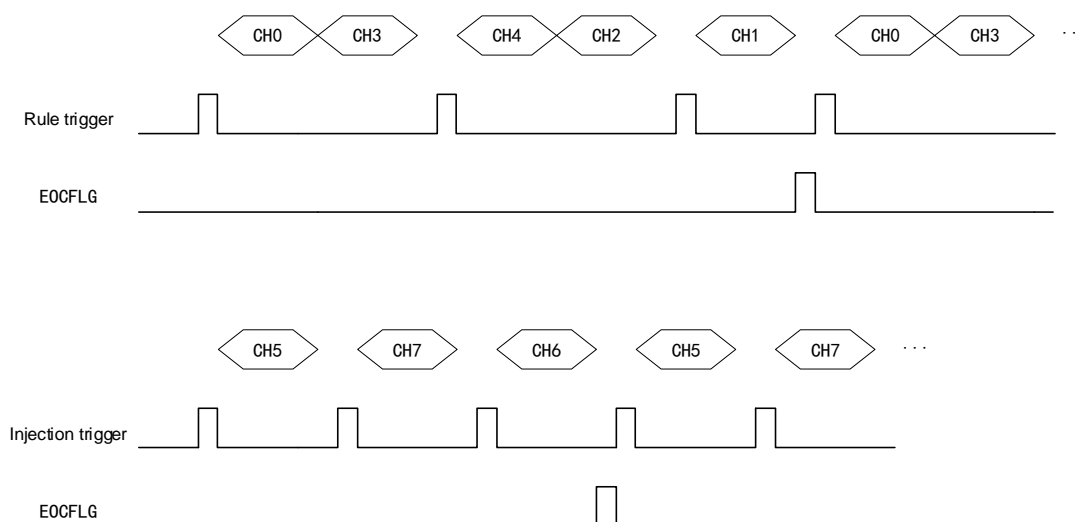 CH0 CH3 CH4 CH2 CH1 CH0 CH3 ··
Rule trigger
EOCFLG
CH5 CH7 CH6 CH5 CH7 ···
Injection trigger
EOCFLG